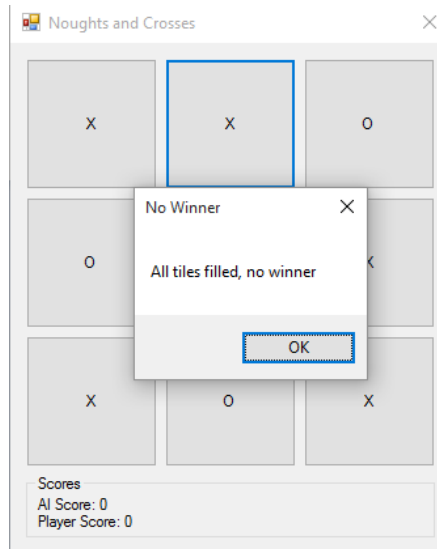 Noughts and Crosses
X X O
No Winner
O X
All tiles filled, no winner
OK
X O X
Scores
AI Score: 0
Player Score: 0